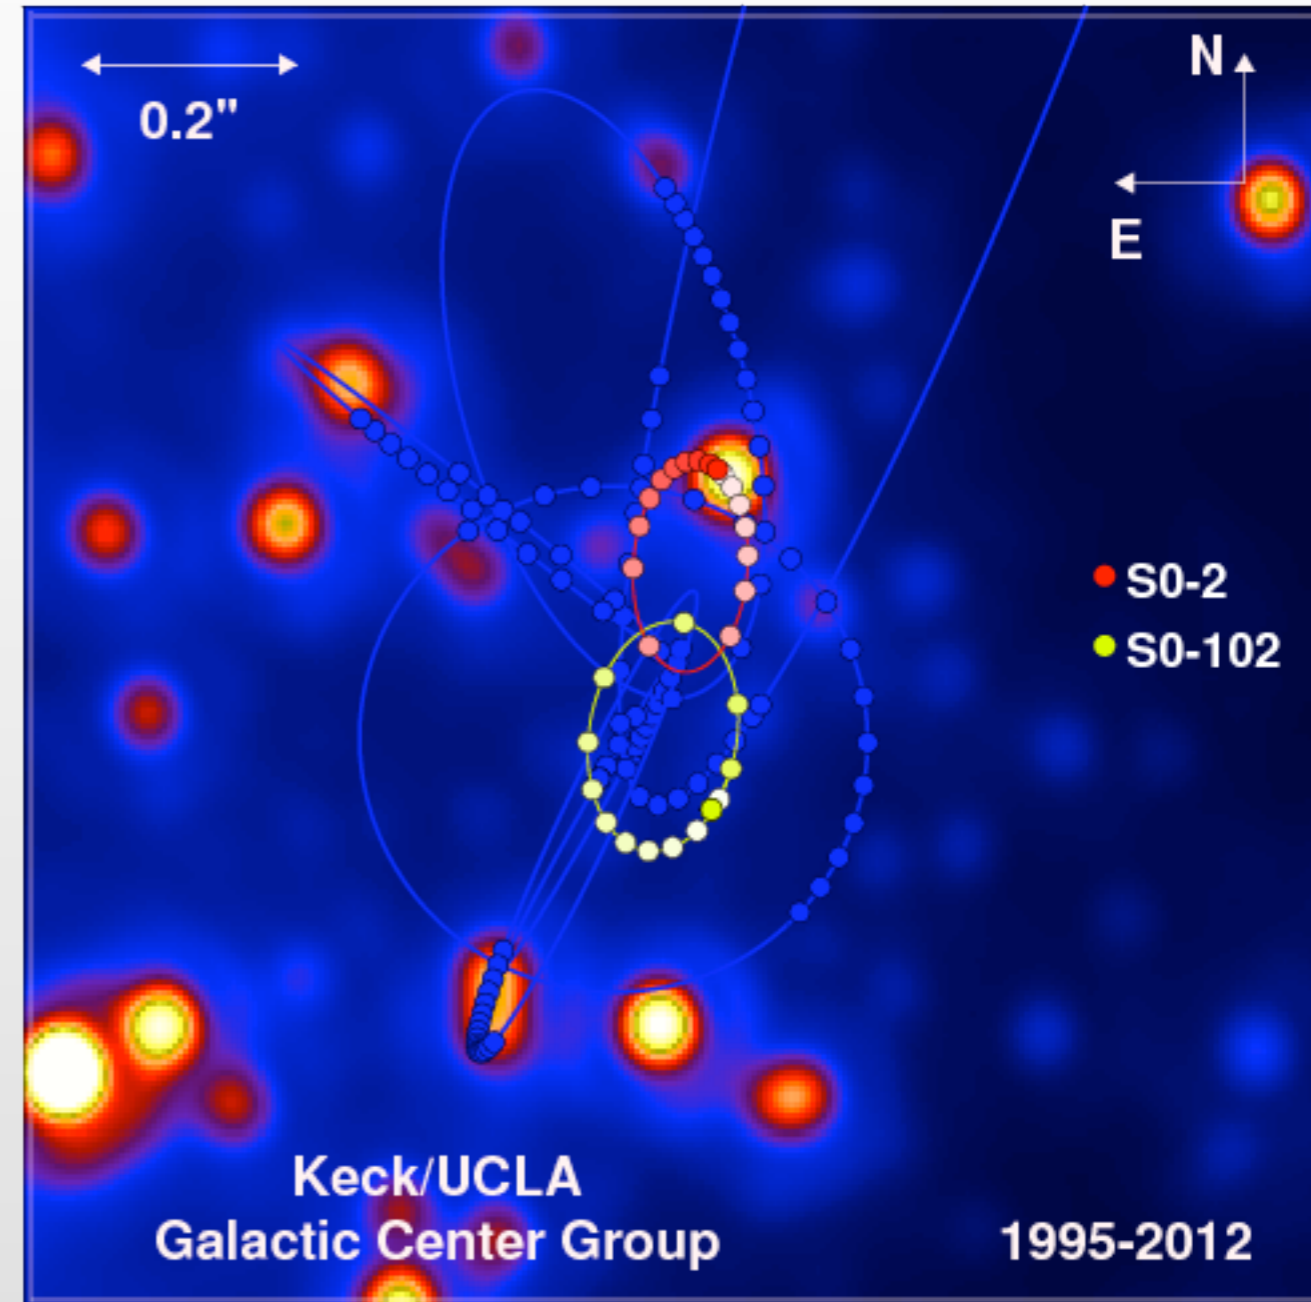 0.2"
N
E
S0-2
S0-102
Keck/UCLA
Galactic Center Group
1995-2012